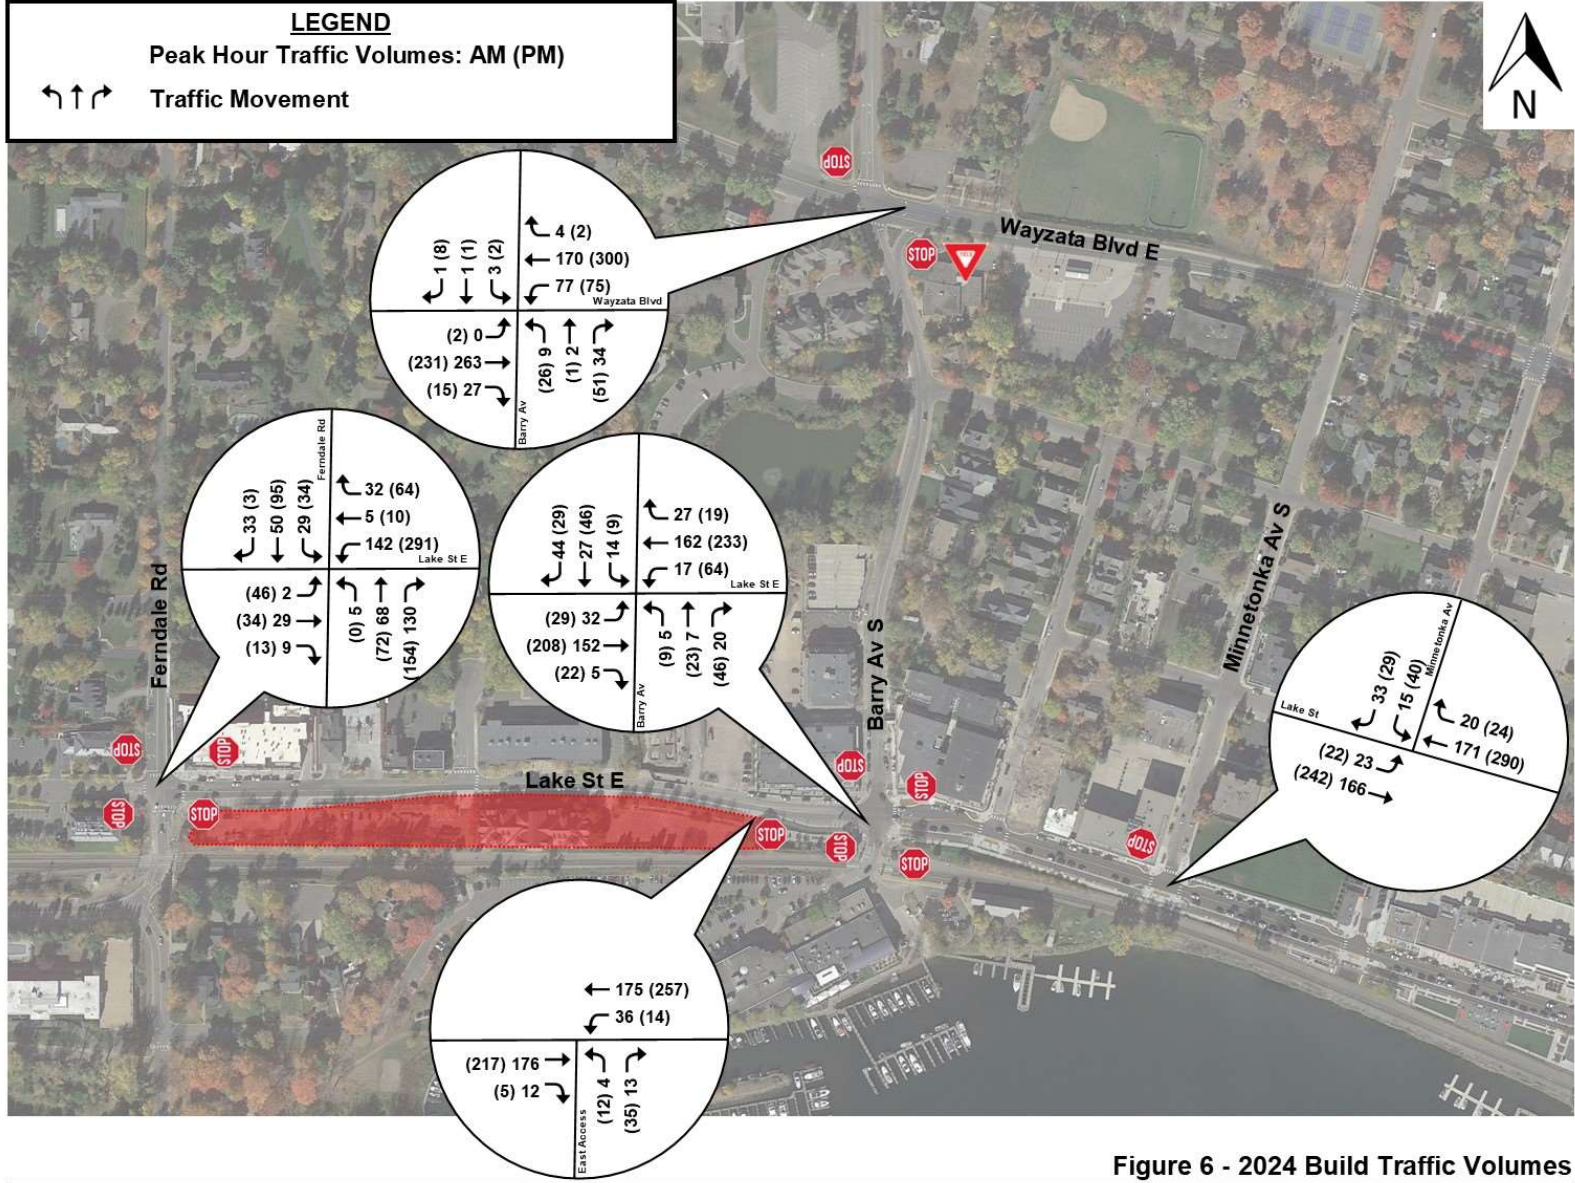 LEGEND
Peak Hour Traffic Volumes: AM (PM)
Traffic Movement
N
STOP
Wayzata Blvd E
STOP
YIELD
1 (8)
1 (1)
3 (2)
4 (2)
170 (300)
77 (75)
Wayzata Blvd
(2) 0
(231) 263
(15) 27
(26) 9
(1) 2
(51) 34
Barry Av
Ferndale Rd
33 (3)
50 (95)
29 (34)
32 (64)
5 (10)
142 (291)
Lake St E
(46) 2
(34) 29
(13) 9
(0) 5
(72) 68
(154) 130
44 (29)
27 (46)
14 (9)
27 (19)
162 (233)
17 (64)
Lake St E
(29) 32
(208) 152
(22) 5
(9) 5
(23) 7
(46) 20
Barry Av
Ferndale Rd
Barry Av S
Minnetonka Av S
Minnetonka Av
33 (29)
15 (40)
Lake St
20 (24)
171 (290)
(22) 23
(242) 166
STOP
STOP
STOP
STOP
Lake St E
STOP
STOP
STOP
STOP
STOP
STOP
175 (257)
36 (14)
(217) 176
(5) 12
(12) 4
(35) 13
East Access
Figure 6 - 2024 Build Traffic Volumes